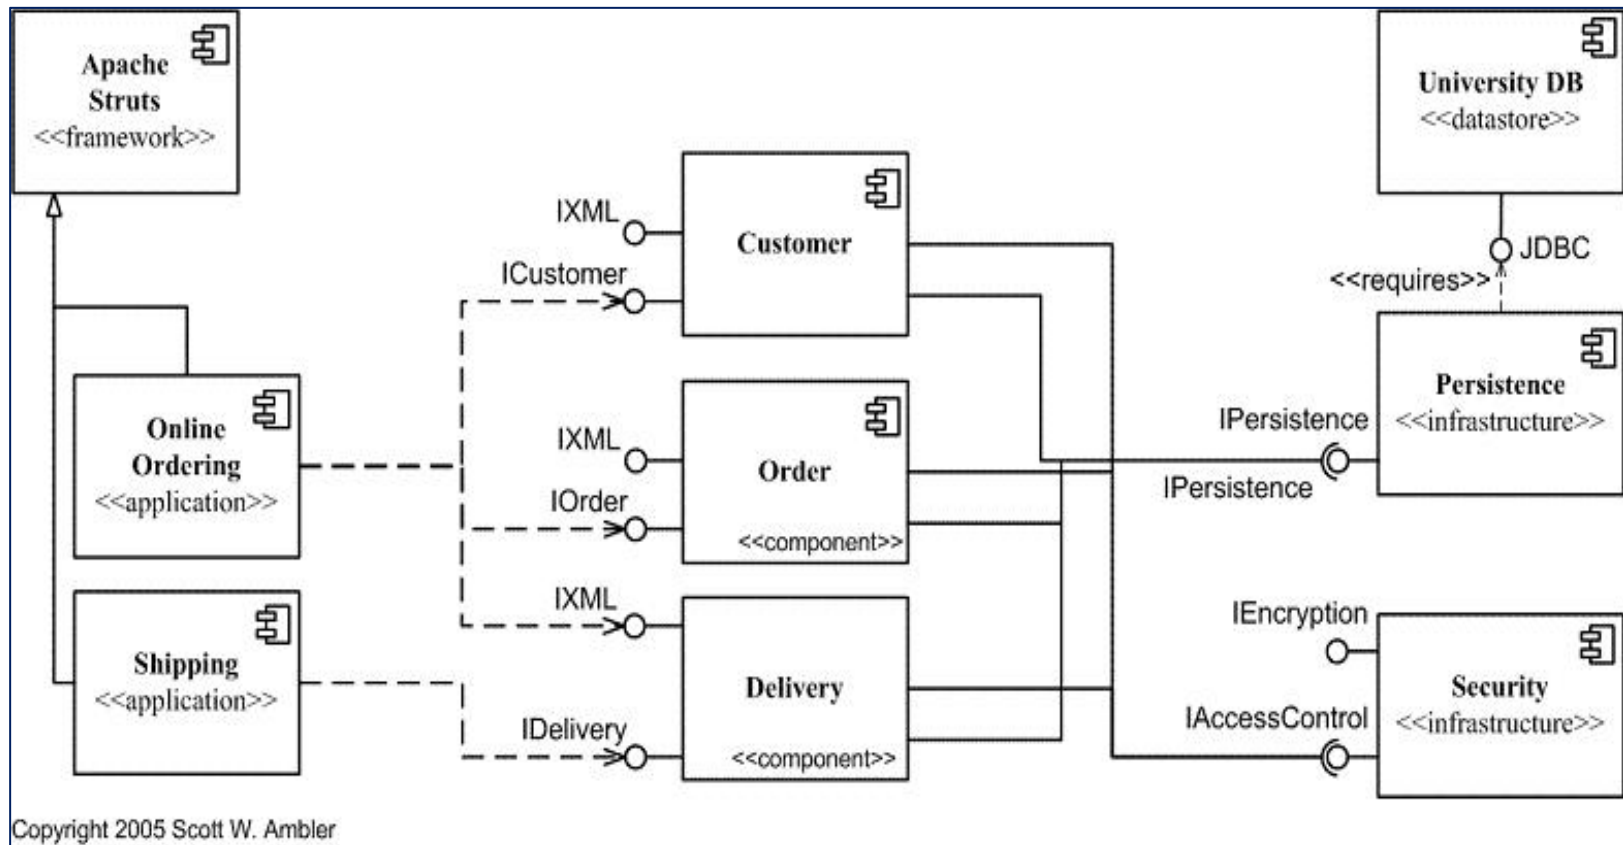 Apache
Struts
<<framework>>
University DB
<<datastore>>
IXML
Customer
ICustomer
JDBC
<<requires>>
Online
Ordering
<<application>>
IXML
Order
IOrder
<<component>>
IPersistence
IPersistence
Persistence
<<infrastructure>>
Shipping
<<application>>
IXML
Delivery
IDelivery
<<component>>
IEncryption
IAccessControl
Security
<<infrastructure>>
Copyright 2005 Scott W. Ambler